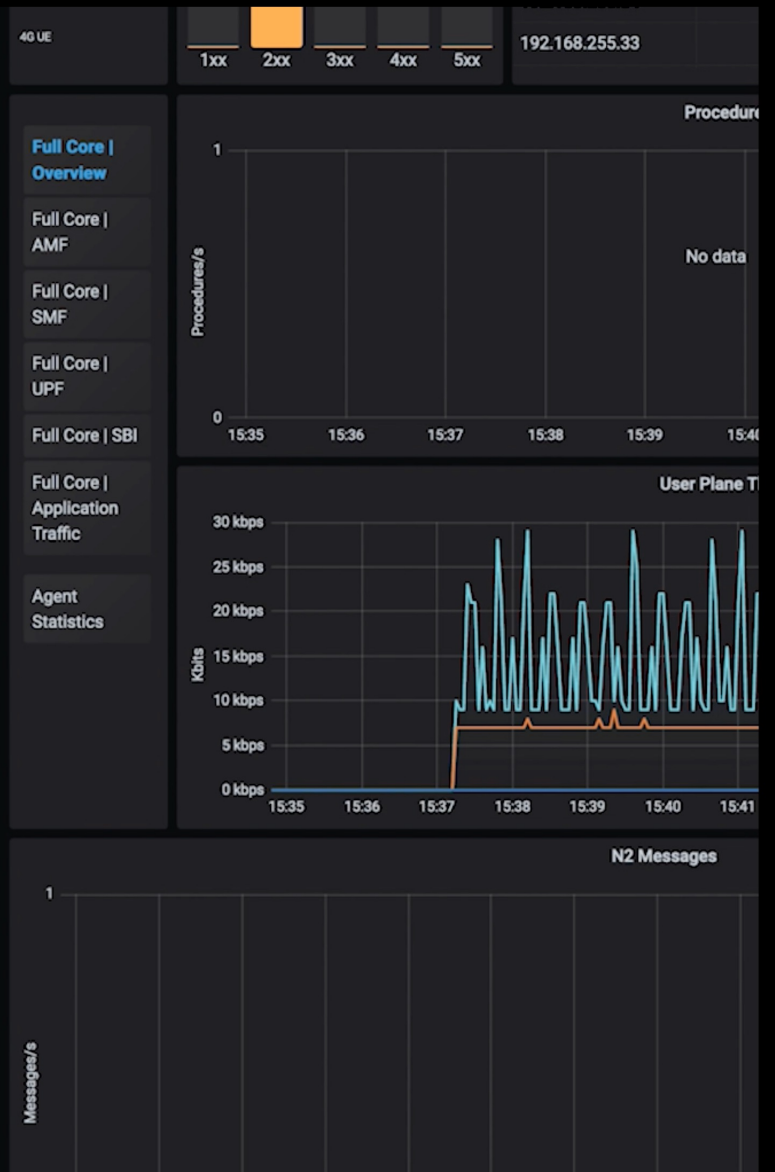 4G UE
1xx 2xx 3xx 4xx 5xx
192.168.255.33
Full Core |
Overview
Full Core |
AMF
Full Core |
SMF
Full Core |
UPF
Full Core | SBI
Full Core |
Application
Traffic
Agent
Statistics
Procedure
1
Procedures/s
No data
0
15:35 15:36 15:37 15:38 15:39 15:40
User Plane T
30 kbps
25 kbps
20 kbps
Kbits
15 kbps
10 kbps
5 kbps
0 kbps
15:35 15:36 15:37 15:38 15:39 15:40 15:41
N2 Messages
1
Messages/s